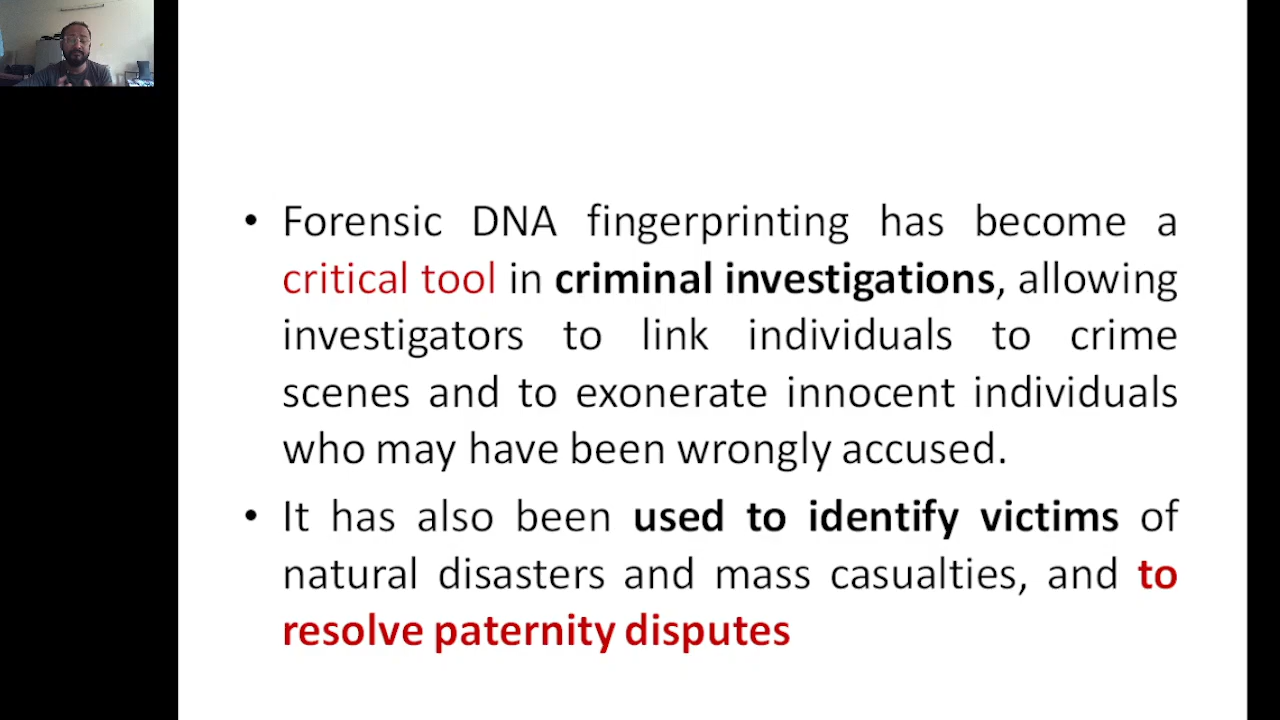 • Forensic DNA fingerprinting has become a
critical tool in criminal investigations, allowing
investigators to link individuals to crime
scenes and to exonerate innocent individuals
who may have been wrongly accused.
• It has also been used to identify victims of
natural disasters and mass casualties, and to
resolve paternity disputes